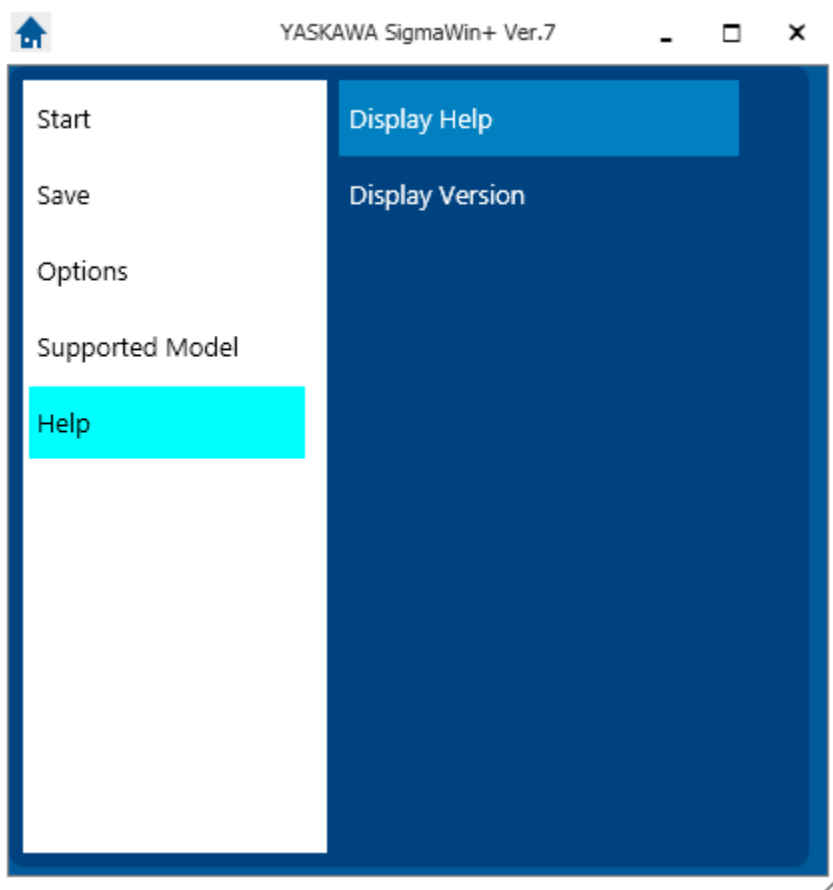 YASKAWA SigmaWin+ Ver.7
Start
Save
Options
Supported Model
Help
Display Help
Display Version